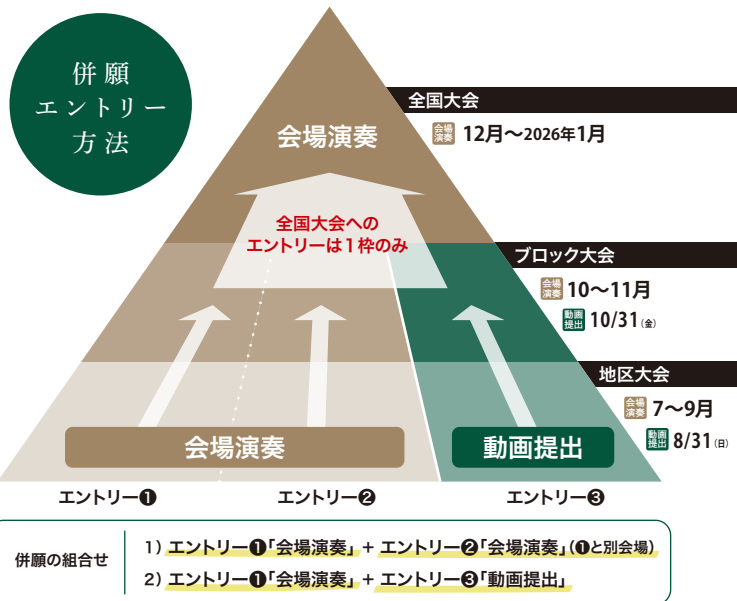 併願
エントリー
方法
全国大会
会場演奏 12月〜2026年1月
会場演奏
全国大会への
エントリーは1枠のみ
ブロック大会
会場演奏 10〜11月
動画提出 10/31(金)
地区大会
会場演奏 7〜9月
動画提出 8/31(日)
会場演奏
動画提出
エントリー❶
エントリー❷
エントリー❸
併願の組合せ
1) エントリー❶「会場演奏」+ エントリー❷「会場演奏」(❶と別会場)
2) エントリー❶「会場演奏」+ エントリー❸「動画提出」